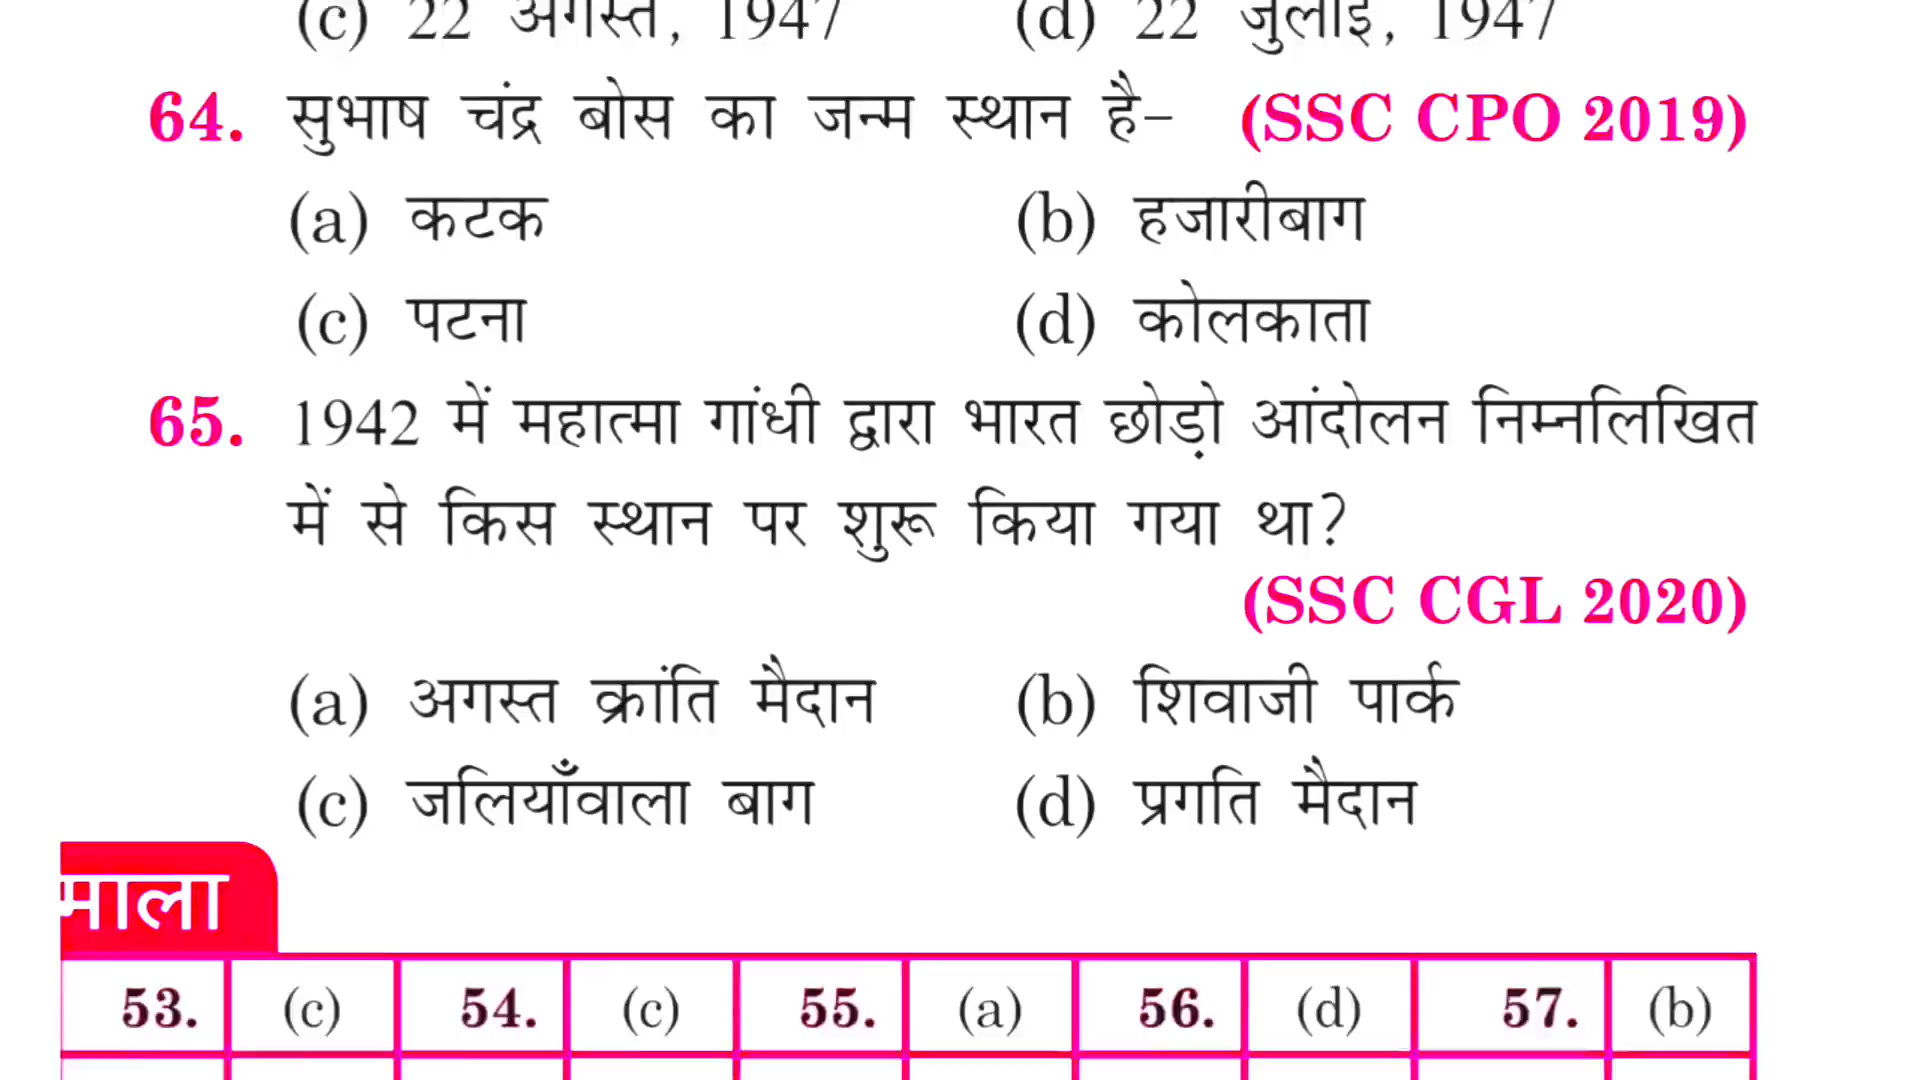 (c) 22 अगस्त, 1947 (d) 22 जुलाई, 1947
64. सुभाष चंद्र बोस का जन्म स्थान है– (SSC CPO 2019)
(a) कटक (b) हजारीबाग
(c) पटना (d) कोलकाता
65. 1942 में महात्मा गांधी द्वारा भारत छोड़ो आंदोलन निम्नलिखित
में से किस स्थान पर शुरू किया गया था?
(SSC CGL 2020)
(a) अगस्त क्रांति मैदान (b) शिवाजी पार्क
(c) जलियाँवाला बाग (d) प्रगति मैदान
माला
53. (c) 54. (c) 55. (a) 56. (d) 57. (b)